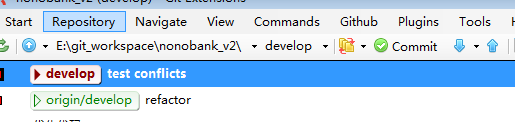 nonobank_v2 (develop) - Git Extensions
Start Repository Navigate View Commands Github Plugins Tools
E:\git_workspace\nonobank_v2\ develop Commit
develop test conflicts
origin/develop refactor